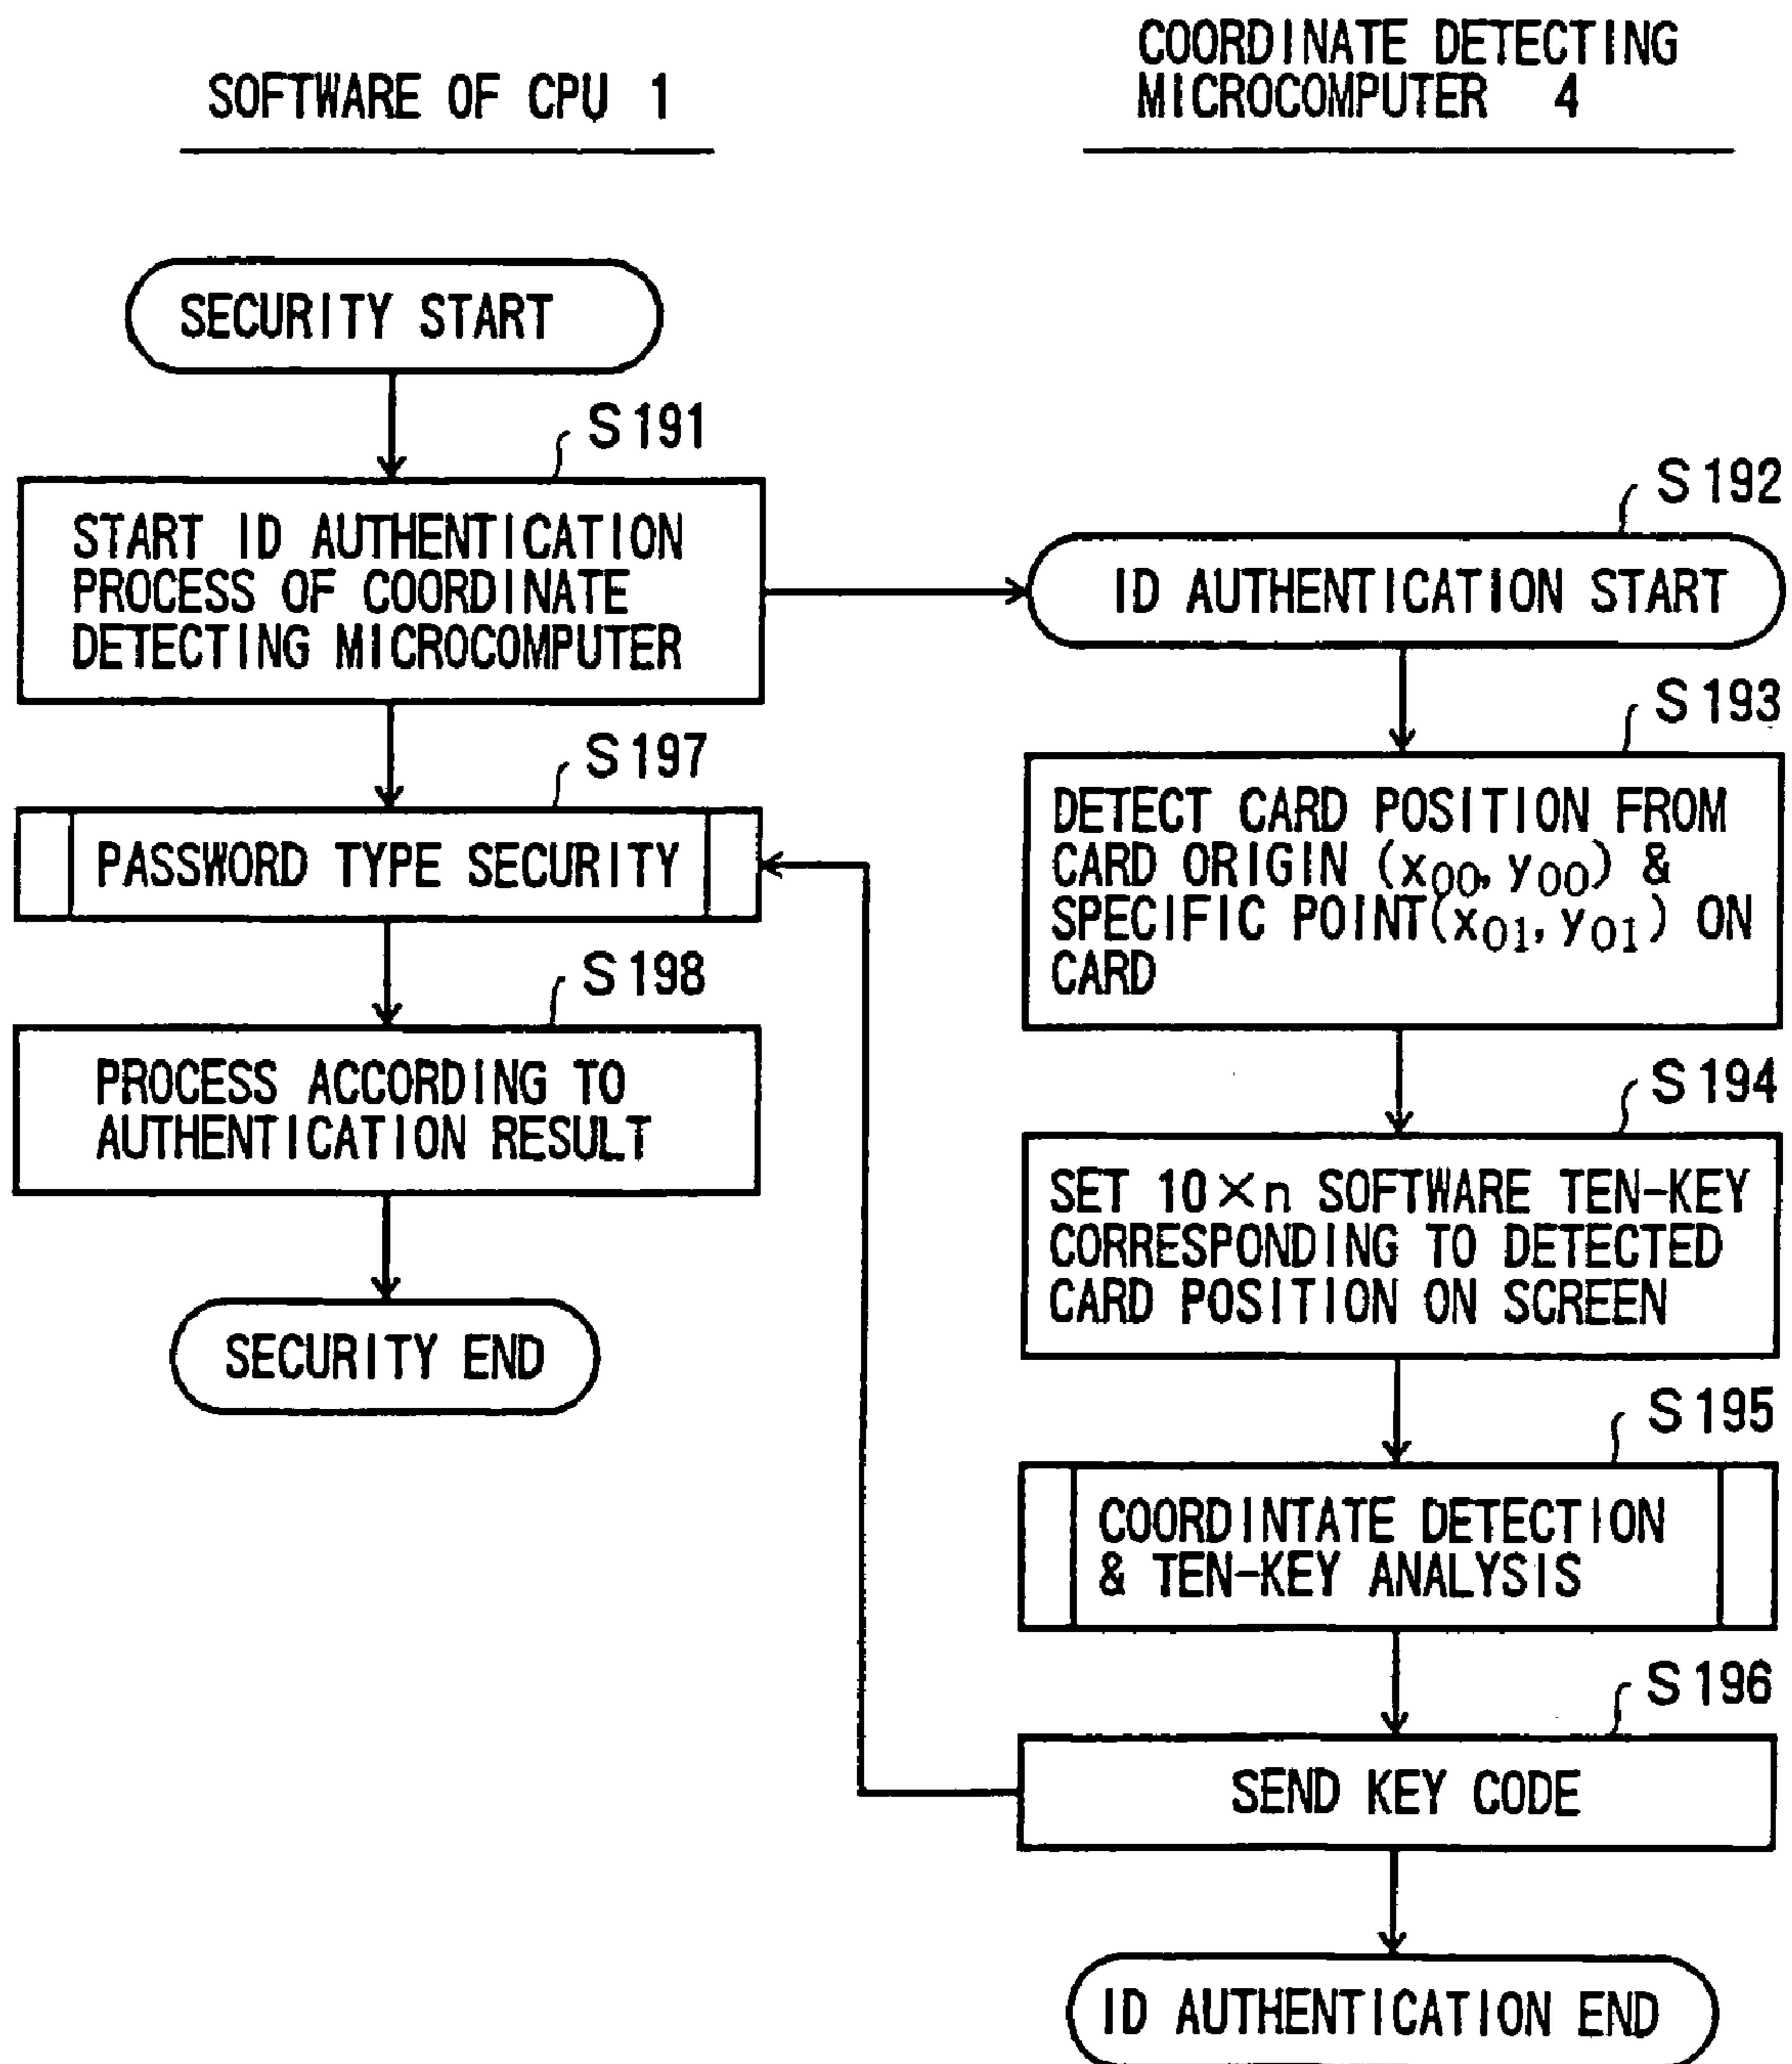 SOFTWARE OF CPU 1
COORDINATE DETECTING
MICROCOMPUTER 4
SECURITY START
S191
START ID AUTHENTICATION
PROCESS OF COORDINATE
DETECTING MICROCOMPUTER
S197
PASSWORD TYPE SECURITY
S198
PROCESS ACCORDING TO
AUTHENTICATION RESULT
SECURITY END
S192
ID AUTHENTICATION START
S193
DETECT CARD POSITION FROM
CARD ORIGIN (x00, y00) &
SPECIFIC POINT(x01, y01) ON
CARD
S194
SET 10×n SOFTWARE TEN-KEY
CORRESPONDING TO DETECTED
CARD POSITION ON SCREEN
S195
COORDINTATE DETECTION
& TEN-KEY ANALYSIS
S196
SEND KEY CODE
ID AUTHENTICATION END